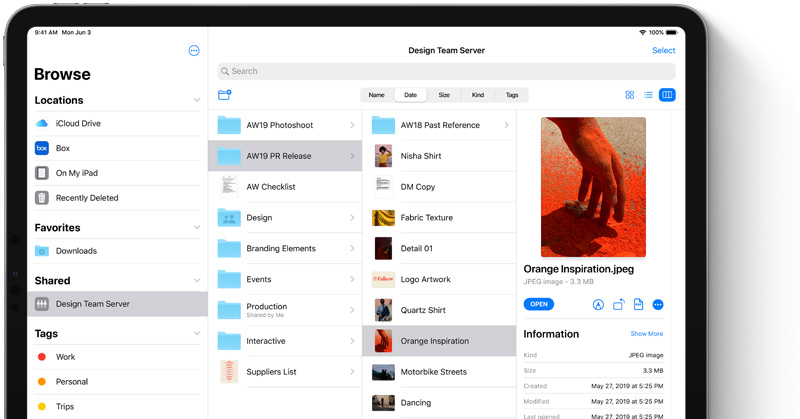 9:41 AM Mon Jun 3
100%
Browse
Locations
iCloud Drive
box
Box
On My iPad
Recently Deleted
Favorites
Downloads
Shared
Design Team Server
Tags
Work
Personal
Trips
Design Team Server
Select
Search
Name
Date
Size
Kind
Tags
AW19 Photoshoot
AW19 PR Release
AW Checklist
Design
Branding Elements
Events
Production
Shared by Me
Interactive
Suppliers List
AW18 Past Reference
Nisha Shirt
DM Copy
Fabric Texture
Detail 01
Logo Artwork
Quartz Shirt
Orange Inspiration
Motorbike Streets
Dancing
Orange Inspiration.jpeg
JPEG image - 3.3 MB
OPEN
Information
Show More
Kind JPEG image
Size 3.3 MB
Created May 27, 2019 at 5:25 PM
Modified May 27, 2019 at 5:25 PM
Last opened May 27, 2019 at 5:25 PM